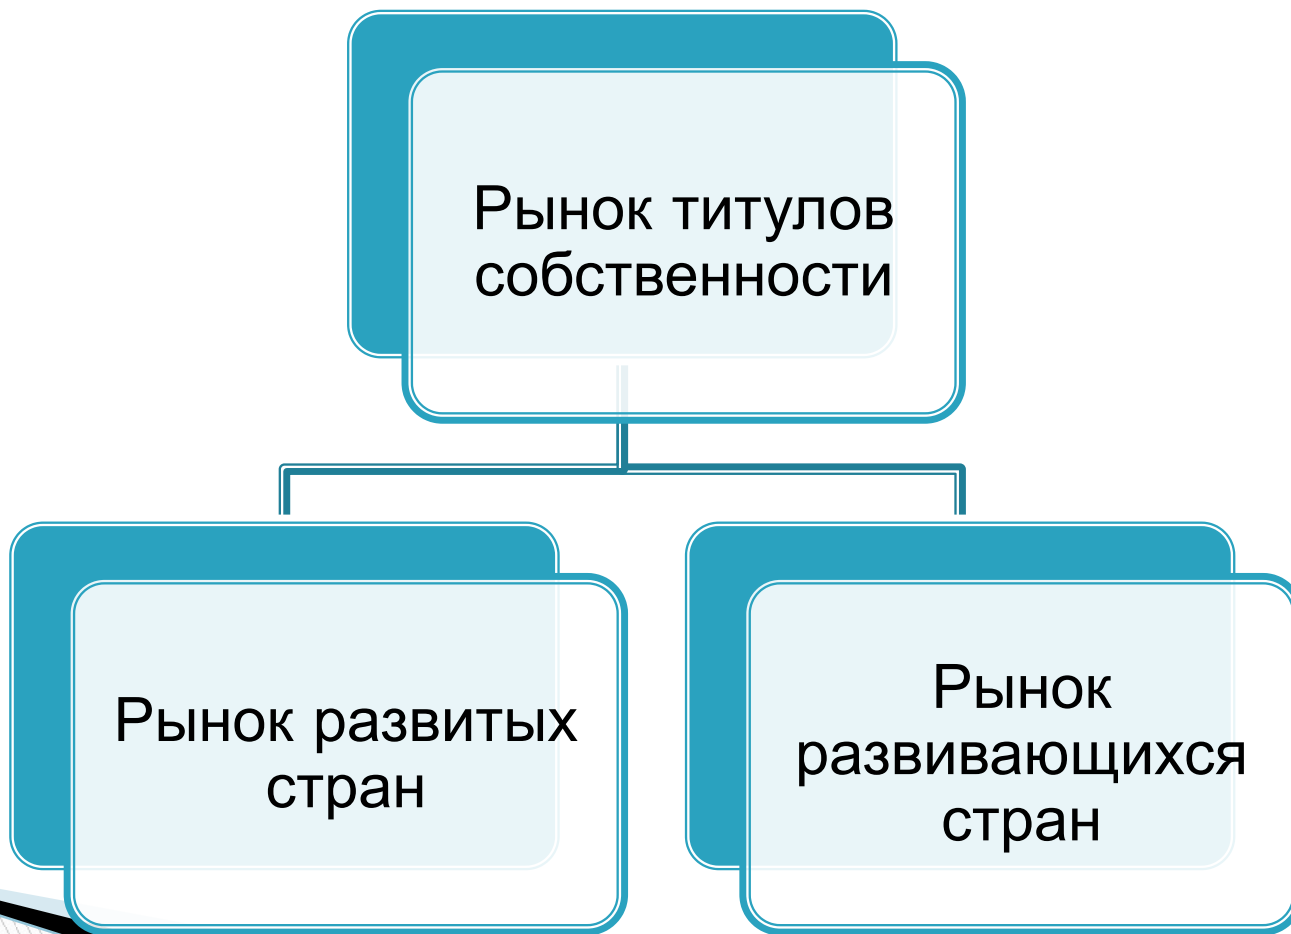 Рынок титулов
собственности
Рынок развитых
стран
Рынок
развивающихся
стран